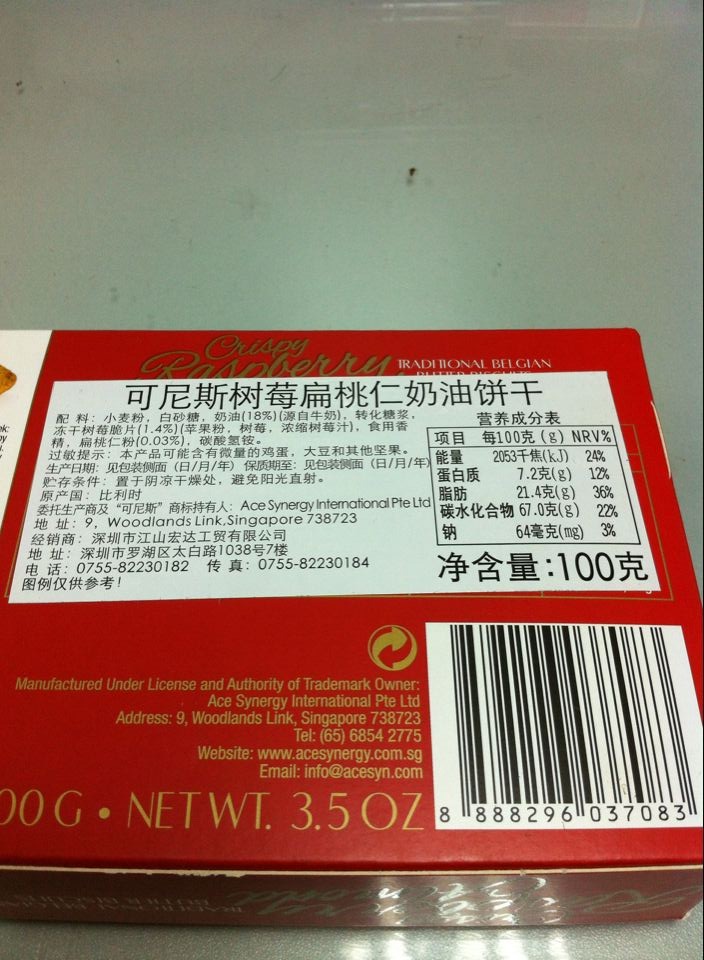 Crispy
Raspberry
TRADITIONAL BELGIAN
可尼斯树莓扁桃仁奶油饼干
配 料：小麦粉，白砂糖，奶油(18%)(源自牛奶)，转化糖浆，
冻干树莓脆片(1.4%)(苹果粉，树莓，浓缩树莓汁)，食用香
精，扁桃仁粉(0.03%)，碳酸氢铵。
过敏提示：本产品可能含有微量的鸡蛋，大豆和其他坚果。
生产日期：见包装侧面（日/月/年）保质期至：见包装侧面（日/月/年）
贮存条件：置于阴凉干燥处，避免阳光直射。
原产国：比利时
委托生产商及“可尼斯”商标持有人：Ace Synergy International Pte Ltd
地 址：9，Woodlands Link,Singapore 738723
经销商：深圳市江山宏达工贸有限公司
地 址：深圳市罗湖区太白路1038号7楼
电 话：0755-82230182 传 真：0755-82230184
图例仅供参考！
营养成分表
项目 每100克(g) NRV%
能量 2053千焦(kJ) 24%
蛋白质 7.2克(g) 12%
脂肪 21.4克(g) 36%
碳水化合物 67.0克(g) 22%
钠 64毫克(mg) 3%
净含量:100克
Manufactured Under License and Authority of Trademark Owner:
Ace Synergy International Pte Ltd
Address: 9, Woodlands Link, Singapore 738723
Tel: (65) 6854 2775
Website: www.acesynergy.com.sg
Email: info@acesyn.com
00 G • NET WT. 3.5 OZ
8 888296 037083